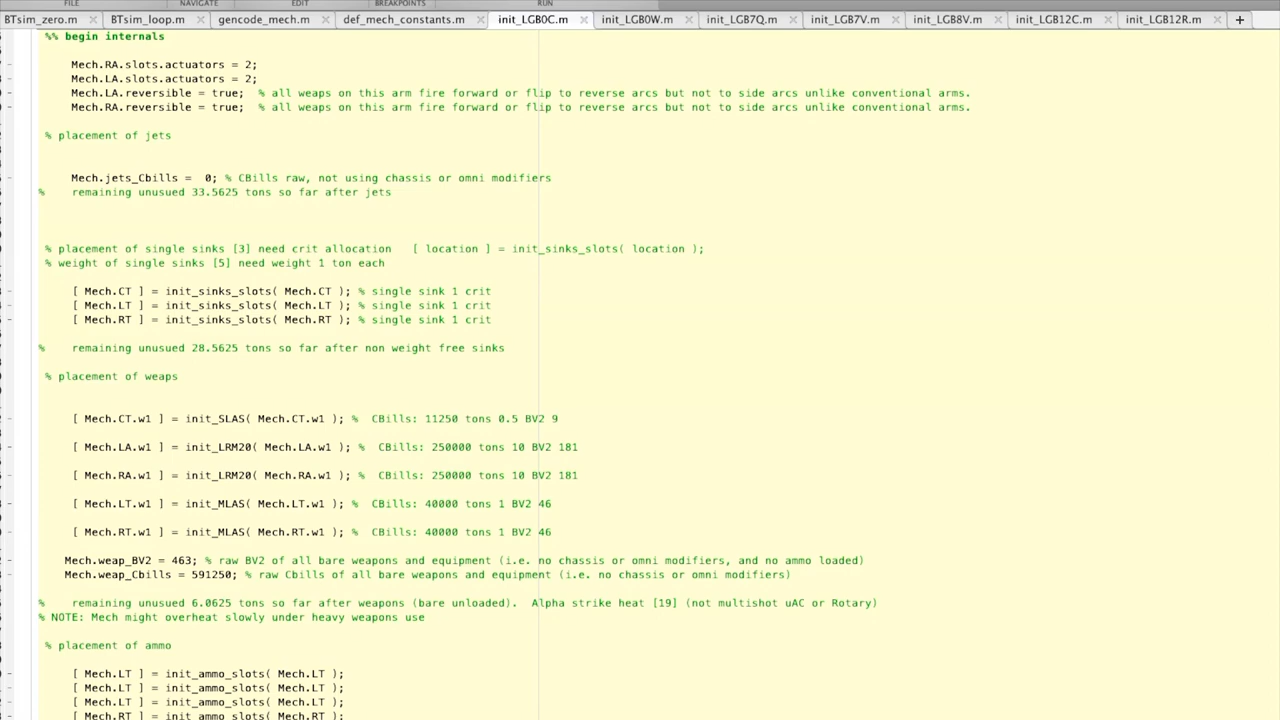 FILE NAVIGATE EDIT BREAKPOINTS RUN
BTsim_zero.m BTsim_loop.m gencode_mech.m def_mech_constants.m init_LGB0C.m init_LGB0W.m init_LGB7Q.m init_LGB7V.m init_LGB8V.m init_LGB12C.m init_LGB12R.m
%% begin internals
Mech.RA.slots.actuators = 2;
Mech.LA.slots.actuators = 2;
Mech.LA.reversible = true; % all weaps on this arm fire forward or flip to reverse arcs but not to side arcs unlike conventional arms.
Mech.RA.reversible = true; % all weaps on this arm fire forward or flip to reverse arcs but not to side arcs unlike conventional arms.
% placement of jets
Mech.jets_Cbills = 0; % CBills raw, not using chassis or omni modifiers
% remaining unusued 33.5625 tons so far after jets
% placement of single sinks [3] need crit allocation [ location ] = init_sinks_slots( location );
% weight of single sinks [5] need weight 1 ton each
[ Mech.CT ] = init_sinks_slots( Mech.CT ); % single sink 1 crit
[ Mech.LT ] = init_sinks_slots( Mech.LT ); % single sink 1 crit
[ Mech.RT ] = init_sinks_slots( Mech.RT ); % single sink 1 crit
% remaining unusued 28.5625 tons so far after non weight free sinks
% placement of weaps
[ Mech.CT.w1 ] = init_SLAS( Mech.CT.w1 ); % CBills: 11250 tons 0.5 BV2 9
[ Mech.LA.w1 ] = init_LRM20( Mech.LA.w1 ); % CBills: 250000 tons 10 BV2 181
[ Mech.RA.w1 ] = init_LRM20( Mech.RA.w1 ); % CBills: 250000 tons 10 BV2 181
[ Mech.LT.w1 ] = init_MLAS( Mech.LT.w1 ); % CBills: 40000 tons 1 BV2 46
[ Mech.RT.w1 ] = init_MLAS( Mech.RT.w1 ); % CBills: 40000 tons 1 BV2 46
Mech.weap_BV2 = 463; % raw BV2 of all bare weapons and equipment (i.e. no chassis or omni modifiers, and no ammo loaded)
Mech.weap_Cbills = 591250; % raw Cbills of all bare weapons and equipment (i.e. no chassis or omni modifiers)
% remaining unusued 6.0625 tons so far after weapons (bare unloaded). Alpha strike heat [19] (not multishot uAC or Rotary)
% NOTE: Mech might overheat slowly under heavy weapons use
% placement of ammo
[ Mech.LT ] = init_ammo_slots( Mech.LT );
[ Mech.LT ] = init_ammo_slots( Mech.LT );
[ Mech.LT ] = init_ammo_slots( Mech.LT );
[ Mech.RT ] = init_ammo_slots( Mech.RT );